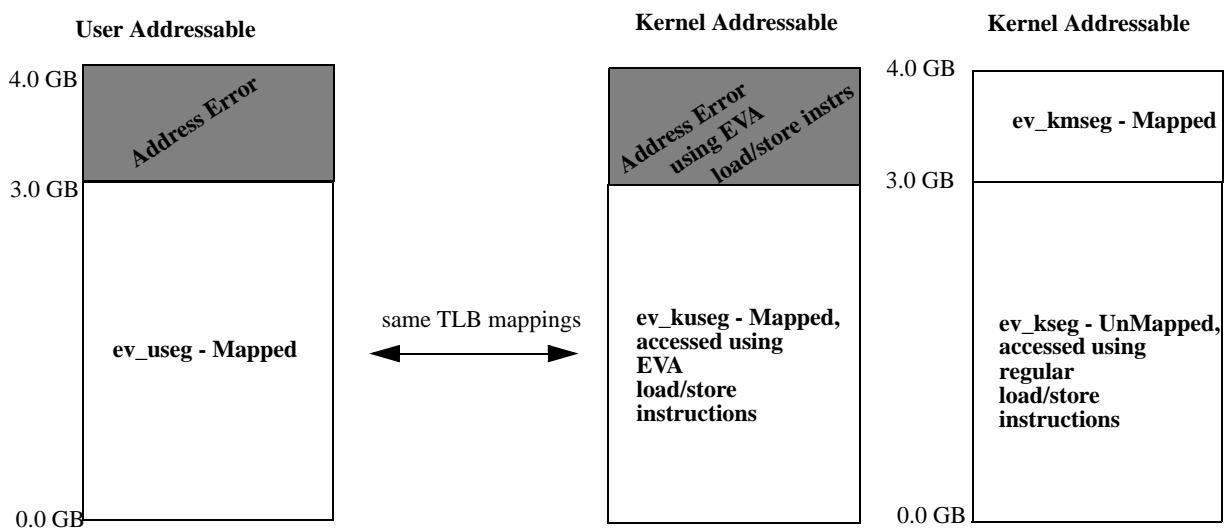 User Addressable
Kernel Addressable
Kernel Addressable
4.0 GB
Address Error
3.0 GB
ev_useg - Mapped
0.0 GB
same TLB mappings
Address Error
using EVA
load/store instrs
ev_kuseg - Mapped,
accessed using
EVA
load/store
instructions
4.0 GB
ev_kmseg - Mapped
3.0 GB
ev_kseg - UnMapped,
accessed using
regular
load/store
instructions
0.0 GB